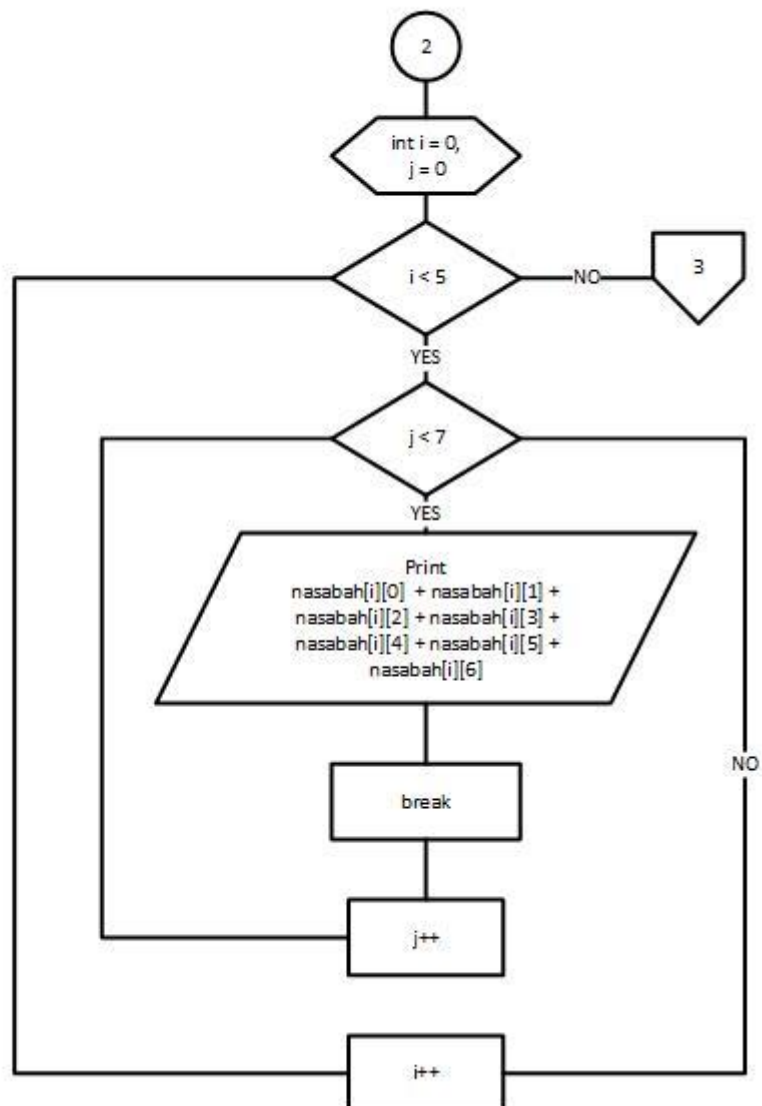 2
int i = 0,
j = 0
i < 5
NO
3
YES
j < 7
YES
Print
nasabah[i][0] + nasabah[i][1] +
nasabah[i][2] + nasabah[i][3] +
nasabah[i][4] + nasabah[i][5] +
nasabah[i][6]
NO
break
j++
i++